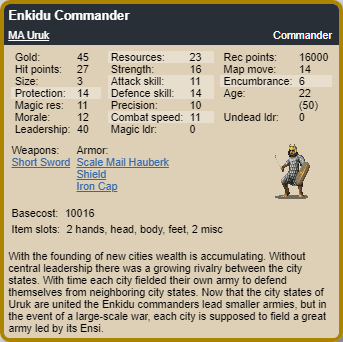 Enkidu Commander
MA Uruk Commander
Gold: 45 Resources: 23 Rec points: 16000
Hit points: 27 Strength: 16 Map move: 14
Size: 3 Attack skill: 11 Encumbrance: 6
Protection: 14 Defence skill: 14 Age: 22
Magic res: 11 Precision: 10 (50)
Morale: 12 Combat speed: 11 Undead ldr: 0
Leadership: 40 Magic ldr: 0
Weapons: Armor:
Short Sword Scale Mail Hauberk
Shield
Iron Cap
Basecost: 10016
Item slots: 2 hands, head, body, feet, 2 misc
With the founding of new cities wealth is accumulating. Without
central leadership there was a growing rivalry between the city
states. With time each city fielded their own army to defend
themselves from neighboring city states. Now that the city states of
Uruk are united the Enkidu commanders lead smaller armies, but in
the event of a large-scale war, each city is supposed to field a great
army led by its Ensi.